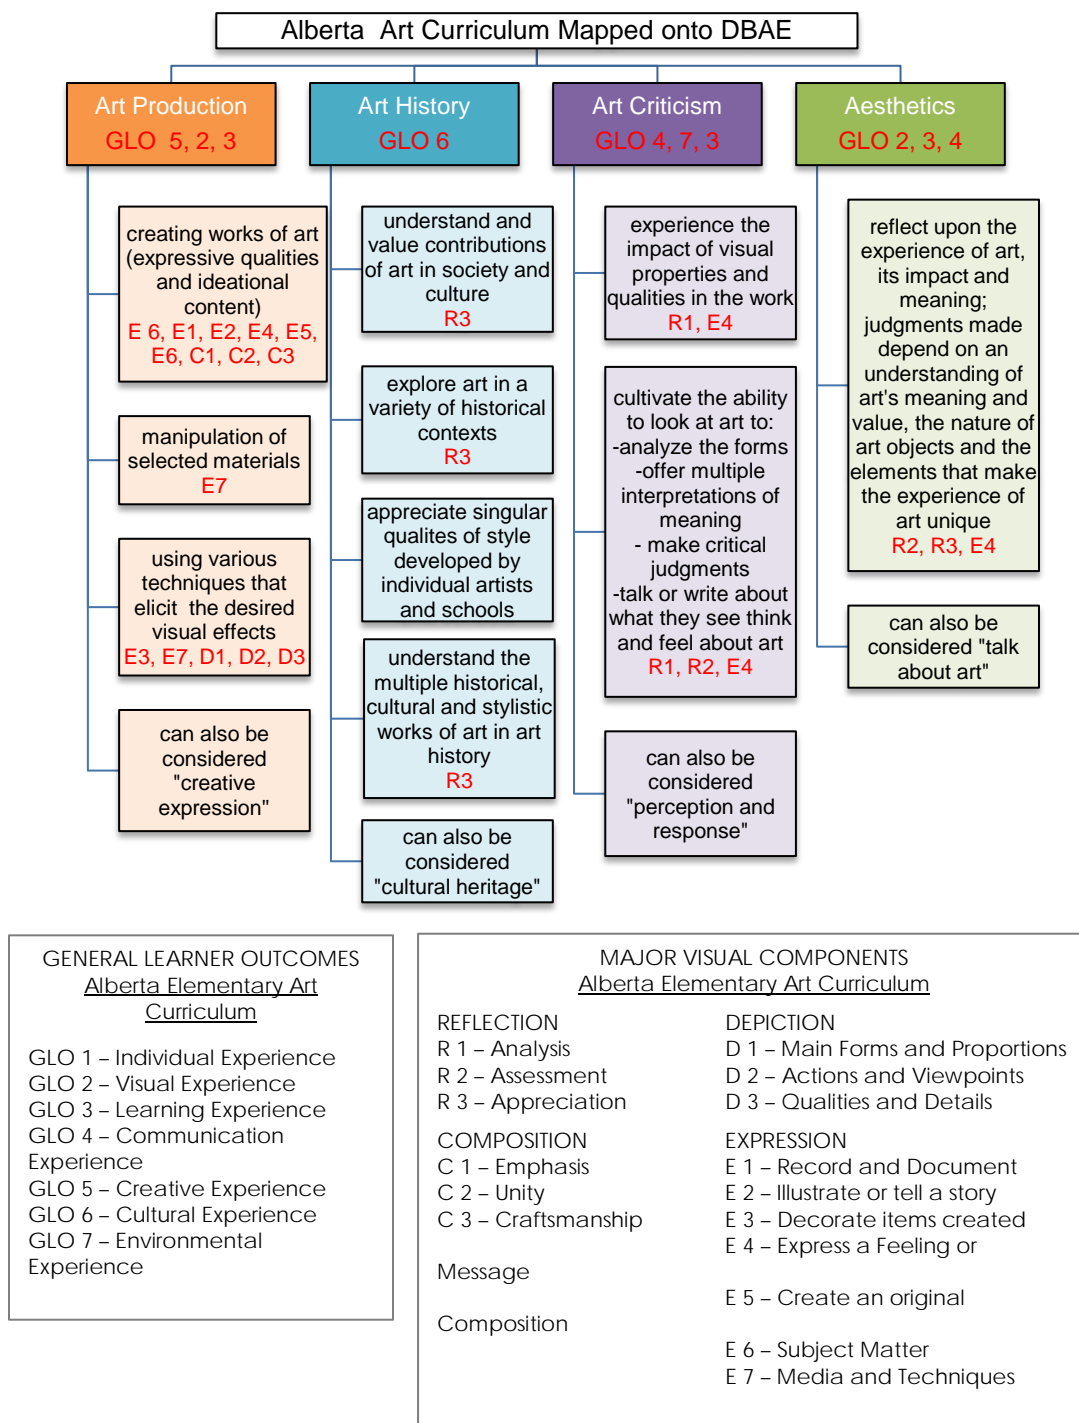 Alberta  Art Curriculum Mapped onto DBAE
Art Production
GLO  5, 2, 3
creating works of art
(expressive qualities
and ideational
content)
E 6, E1, E2, E4, E5,
E6, C1, C2, C3
manipulation of
selected materials
E7
using various
techniques that
elicit  the desired
visual effects
E3, E7, D1, D2, D3
can also be
considered
"creative
expression"
Art History
GLO 6
understand and
value contributions
of art in society and
culture
R3
explore art in a
variety of historical
contexts
R3
appreciate singular
qualites of style
developed by
individual artists
and schools
understand the
multiple historical,
cultural and stylistic
works of art in art
history
R3
can also be
considered
"cultural heritage"
Art Criticism
GLO 4, 7, 3
experience the
impact of visual
properties and
qualities in the work
R1, E4
cultivate the ability
to look at art to:
-analyze the forms
-offer multiple
interpretations of
meaning
- make critical
judgments
-talk or write about
what they see think
and feel about art
R1, R2, E4
can also be
considered
"perception and
response"
Aesthetics
GLO 2, 3, 4
reflect upon the
experience of art,
its impact and
meaning;
judgments made
depend on an
understanding of
art's meaning and
value, the nature of
art objects and the
elements that make
the experience of
art unique
R2, R3, E4
can also be
considered "talk
about art"
GENERAL LEARNER OUTCOMES
Alberta Elementary Art
Curriculum
GLO 1 – Individual Experience
GLO 2 – Visual Experience
GLO 3 – Learning Experience
GLO 4 – Communication
Experience
GLO 5 – Creative Experience
GLO 6 – Cultural Experience
GLO 7 – Environmental
Experience
MAJOR VISUAL COMPONENTS
Alberta Elementary Art Curriculum
REFLECTION
R 1 – Analysis
R 2 – Assessment
R 3 – Appreciation
DEPICTION
D 1 – Main Forms and Proportions
D 2 – Actions and Viewpoints
D 3 – Qualities and Details
COMPOSITION
C 1 – Emphasis
C 2 – Unity
C 3 – Craftsmanship
EXPRESSION
E 1 – Record and Document
E 2 – Illustrate or tell a story
E 3 – Decorate items created
E 4 – Express a Feeling or
Message
E 5 – Create an original
Composition
E 6 – Subject Matter
E 7 – Media and Techniques